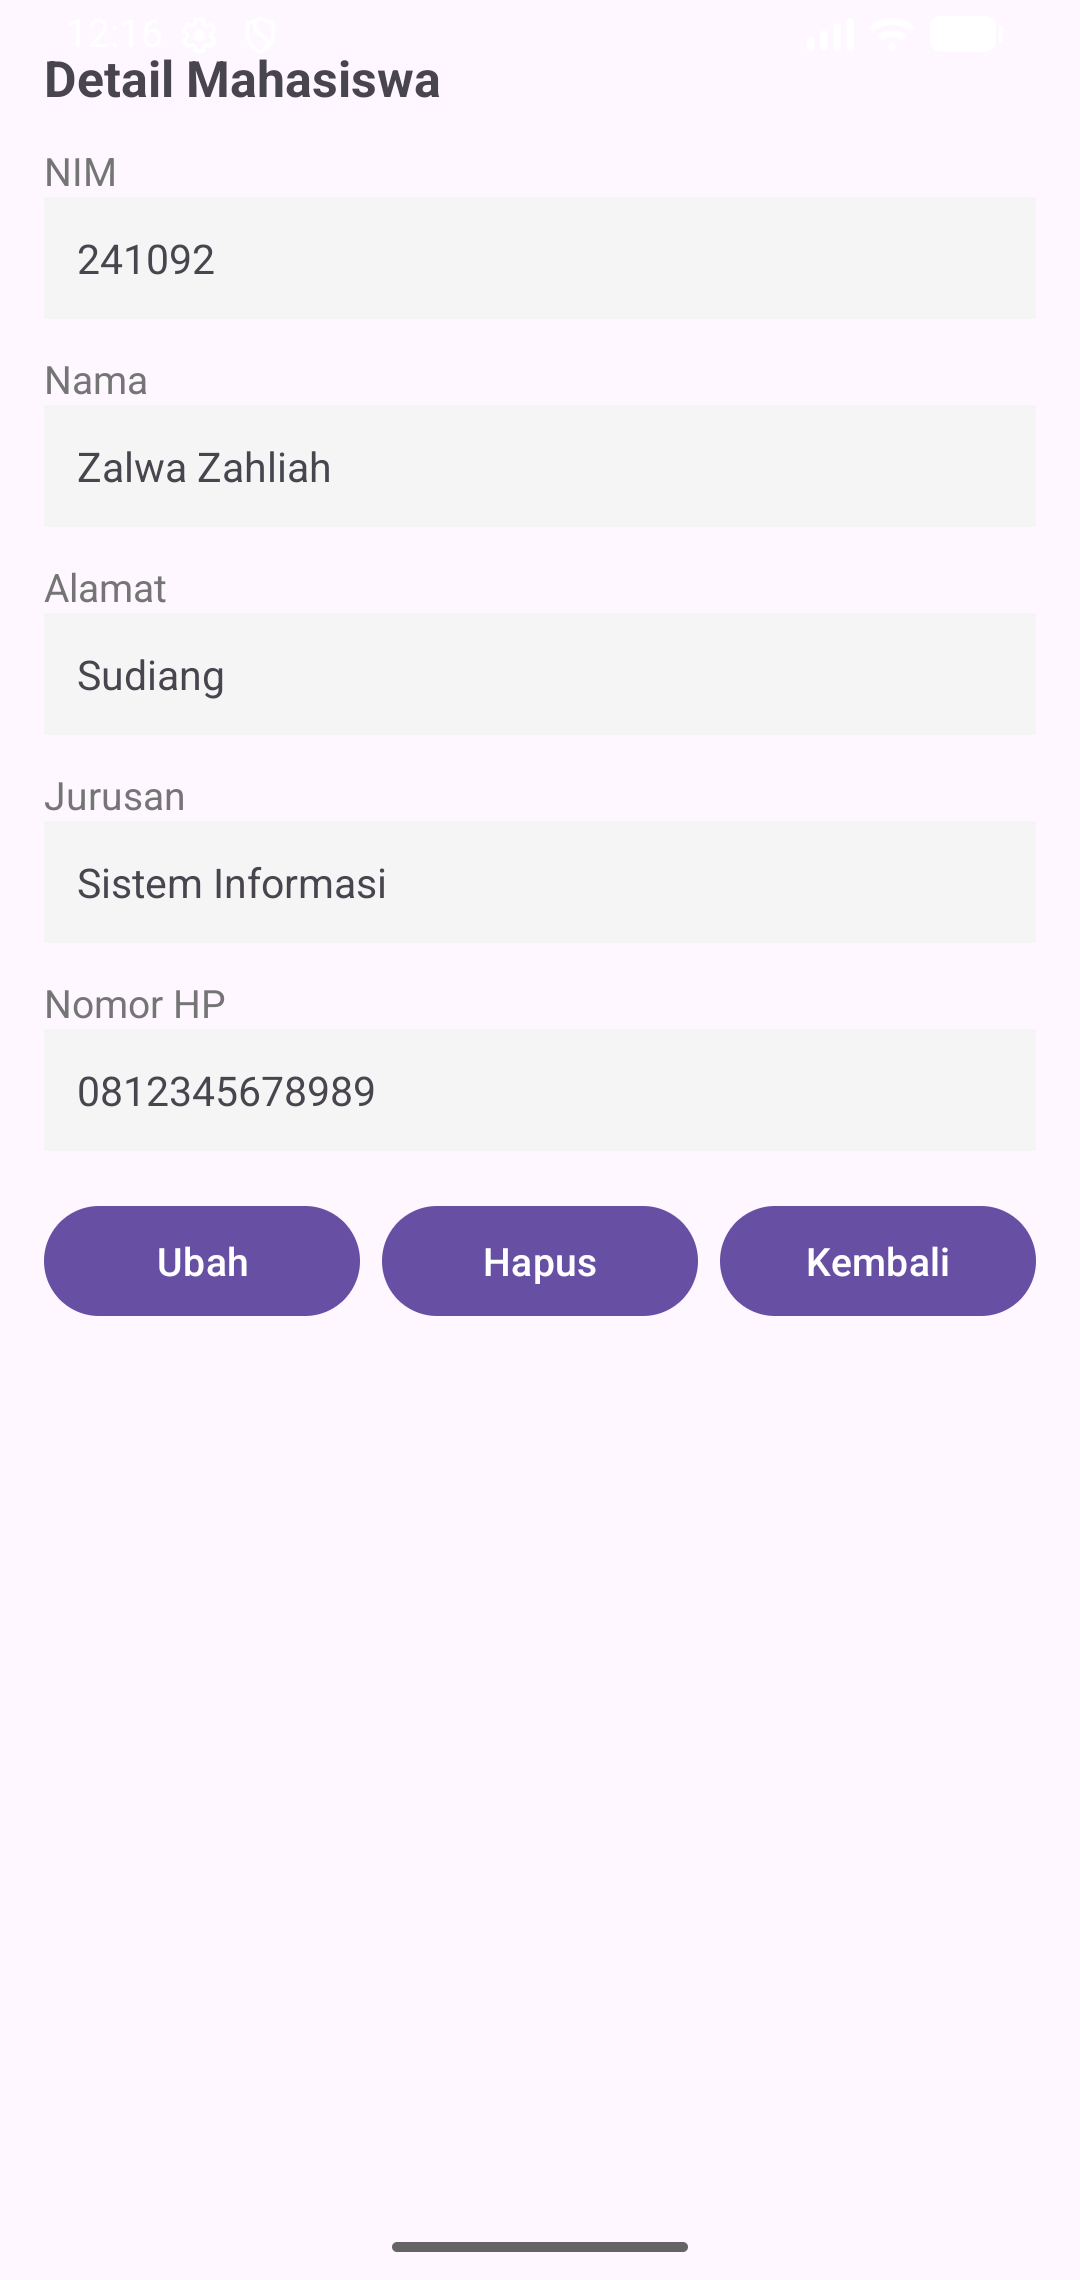 12:16
Detail Mahasiswa
NIM
241092
Nama
Zalwa Zahliah
Alamat
Sudiang
Jurusan
Sistem Informasi
Nomor HP
0812345678989
Ubah
Hapus
Kembali